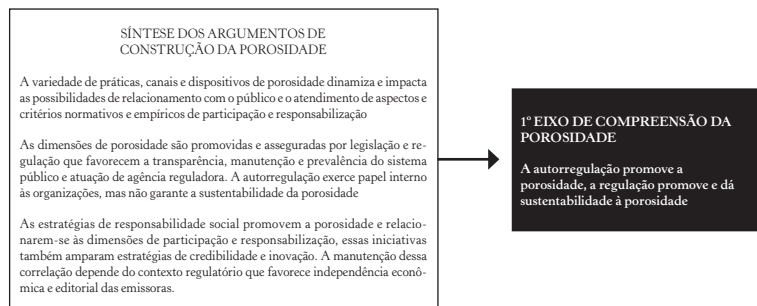 SÍNTESE DOS ARGUMENTOS DE
CONSTRUÇÃO DA POROSIDADE
A variedade de práticas, canais e dispositivos de porosidade dinamiza e impacta
as possibilidades de relacionamento com o público e o atendimento de aspectos e
critérios normativos e empíricos de participação e responsabilização
As dimensões de porosidade são promovidas e asseguradas por legislação e re-
gulação que favorecem a transparência, manutenção e prevalência do sistema
público e atuação de agência reguladora. A autorregulação exerce papel interno
às organizações, mas não garante a sustentabilidade da porosidade
As estratégias de responsabilidade social promovem a porosidade e relacio-
narem-se às dimensões de participação e responsabilização, essas iniciativas
também amparam estratégias de credibilidade e inovação. A manutenção dessa
correlação depende do contexto regulatório que favorece independência econô-
mica e editorial das emissoras.
1º EIXO DE COMPREENSÃO DA
POROSIDADE
A autorregulação promove a
porosidade, a regulação promove e dá
sustentabilidade à porosidade